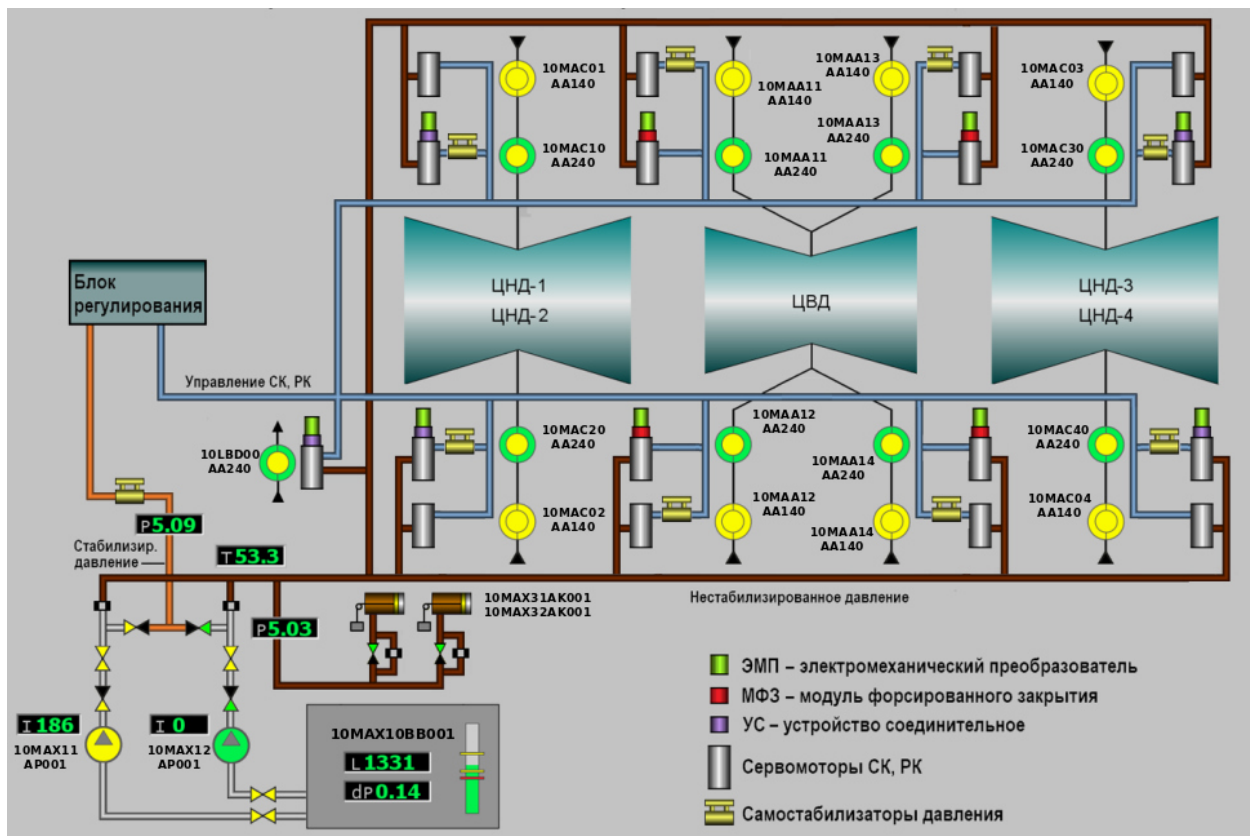 10MAC01
AA140
10MAA11
AA140
10MAA13
AA140
10MAC03
AA140
10MAC10
AA240
10MAA11
AA240
10MAA13
AA240
10MAC30
AA240
Блок
регулирования
ЦНД-1
ЦНД-2
ЦВД
ЦНД-3
ЦНД-4
Управление СК, РК
10LBD00
AA240
10MAC20
AA240
10MAA12
AA240
10MAA14
AA240
10MAC40
AA240
10MAC02
AA140
10MAA12
AA140
10MAA14
AA140
10MAC04
AA140
P5.09
Стабилизир.
давление
T53.3
10MAX31AK001
10MAX32AK001
Нестабилизированное давление
P5.03
I186
10MAX11
AP001
I 0
10MAX12
AP001
10MAX10BB001
L1331
dP0.14
ЭМП – электромеханический преобразователь
МФЗ – модуль форсированного закрытия
УС – устройство соединительное
Сервомоторы СК, РК
Самостабилизаторы давления